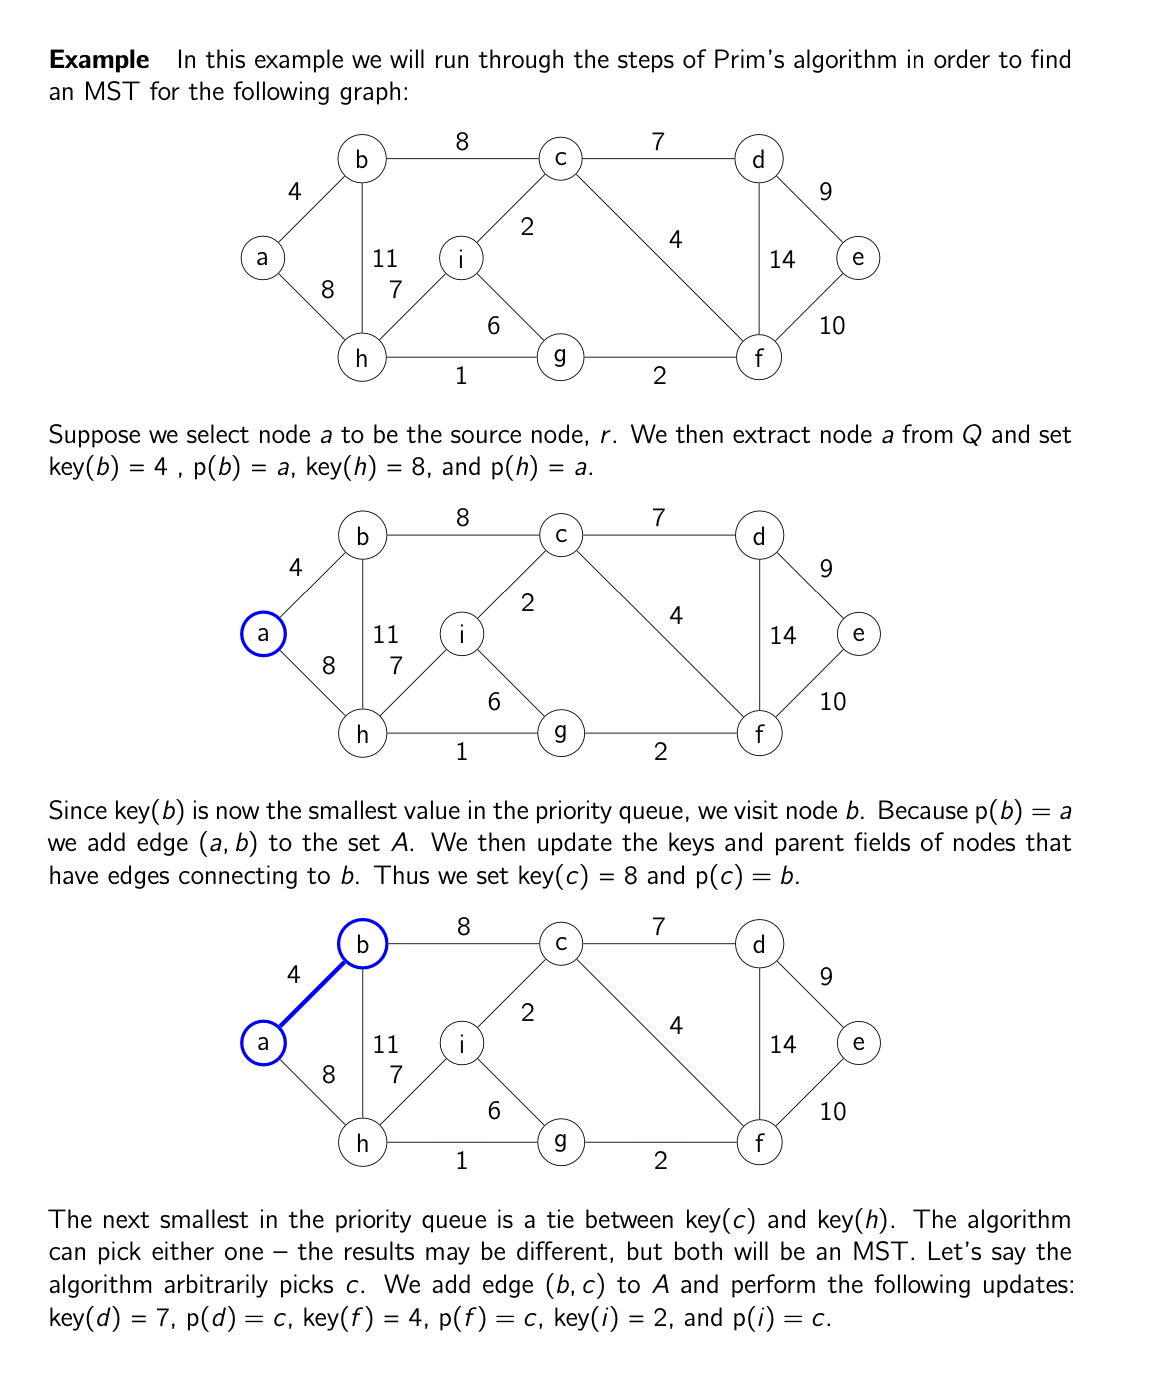 Example In this example we will run through the steps of Prim's algorithm in order to find
an MST for the following graph:
8 7
b c d
4 9
2
4
a 11 i 14 e
8 7
6 10
h g f
1 2
Suppose we select node a to be the source node, r. We then extract node a from Q and set
key(b) = 4 , p(b) = a, key(h) = 8, and p(h) = a.
8 7
b c d
4 9
2
4
a 11 i 14 e
8 7
6 10
h g f
1 2
Since key(b) is now the smallest value in the priority queue, we visit node b. Because p(b) = a
we add edge (a, b) to the set A. We then update the keys and parent fields of nodes that
have edges connecting to b. Thus we set key(c) = 8 and p(c) = b.
8 7
b c d
4 9
2
4
a 11 i 14 e
8 7
6 10
h g f
1 2
The next smallest in the priority queue is a tie between key(c) and key(h). The algorithm
can pick either one – the results may be different, but both will be an MST. Let's say the
algorithm arbitrarily picks c. We add edge (b, c) to A and perform the following updates:
key(d) = 7, p(d) = c, key(f) = 4, p(f) = c, key(i) = 2, and p(i) = c.